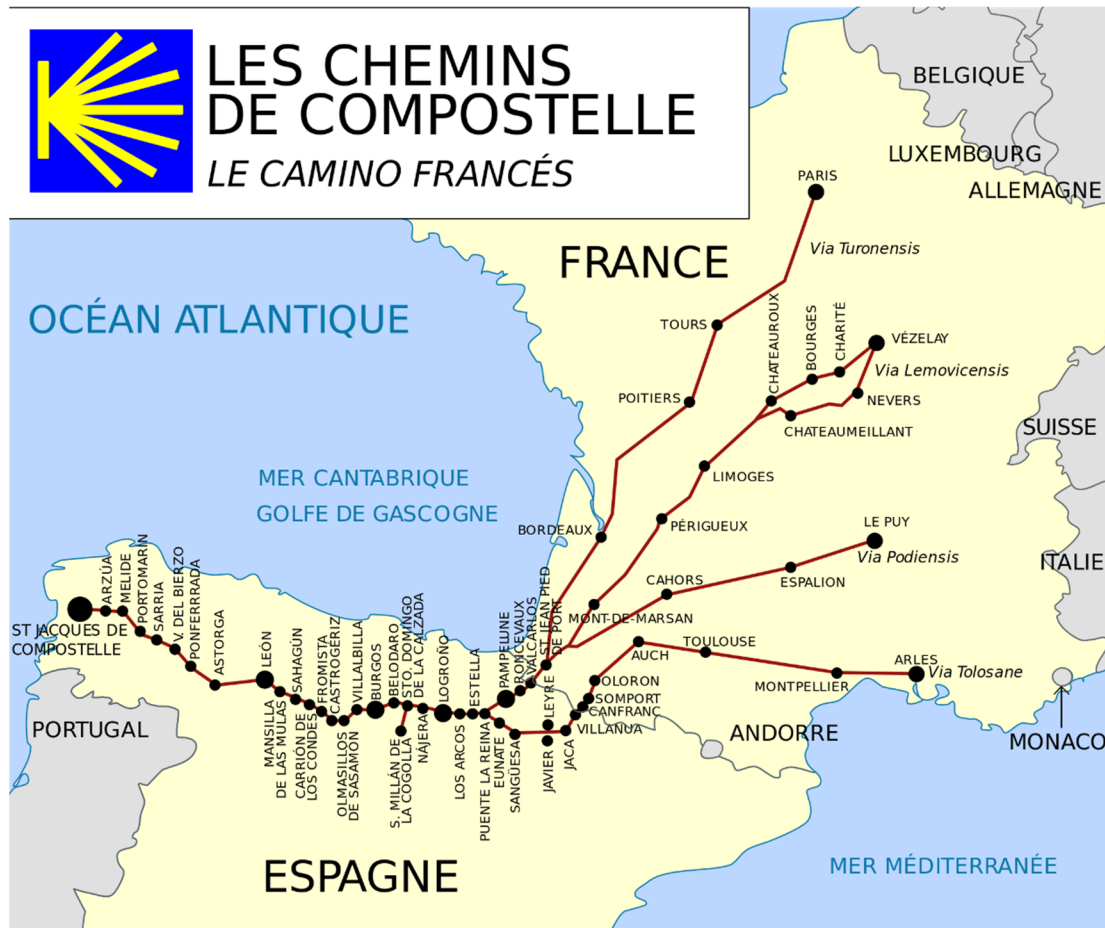 LES CHEMINS
DE COMPOSTELLE
LE CAMINO FRANCÉS
BELGIQUE
LUXEMBOURG
ALLEMAGNE
PARIS
Via Turonensis
FRANCE
OCÉAN ATLANTIQUE
TOURS
CHATEAUROUX
BOURGES
CHARITÉ
VÉZELAY
Via Lemovicensis
POITIERS
NEVERS
CHATEAUMEILLANT
SUISSE
LIMOGES
MER CANTABRIQUE
GOLFE DE GASCOGNE
BORDEAUX
PÉRIGUEUX
LE PUY
Via Podiensis
ITALIE
CAHORS
ESPALION
MONT-DE-MARSAN
ST JACQUES DE
COMPOSTELLE
ARZÚA
MELIDE
PORTOMARÍN
SARRIA
V. DEL BIERZO
PONFERRRADA
ASTORGA
LEÓN
SAHAGÚN
FROMISTA
CASTROGERIZ
VILLALBILLA
BURGOS
BELODARO
STO. DOMINGO
DE LA CALZADA
LOGROÑO
ESTELLA
PAMPELUNE
RONCEVAUX
VALCARLOS
ST JEAN PIED
DE PORT
LEYRE
AUCH
TOULOUSE
MONTPELLIER
ARLES
Via Tolosane
OLORON
SOMPORT
CANFRANC
VILLANUA
MANSILLA
DE LAS MULAS
CARRIÓN DE
LOS CONDES
OLMASILLOS
DE SASAMÓN
S. MILLÁN DE
LA COGOLLA
NÁJERA
LOS ARCOS
PUENTE LA REINA
EUNATE
SANGÜESA
JAVIER
JACA
PORTUGAL
ANDORRE
MONACO
ESPAGNE
MER MÉDITERRANÉE